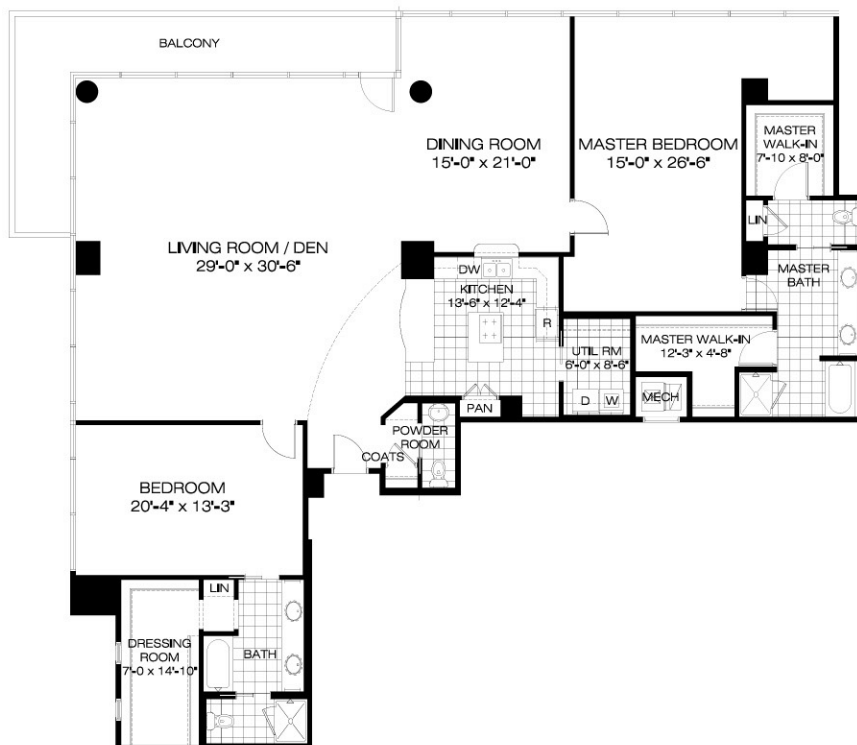 BALCONY
DINING ROOM
15'-0" x 21'-0"
MASTER BEDROOM
15'-0" x 26'-6"
MASTER
WALK-IN
7'-10 x 8'-0"
LIN
LIVING ROOM / DEN
29'-0" x 30'-6"
DW
KITCHEN
13'-6" x 12'-4"
R
MASTER
BATH
UTIL RM
6'-0" x 8'-6"
D
W
MASTER WALK-IN
12'-3" x 4'-8"
MECH
PAN
POWDER
ROOM
COATS
BEDROOM
20'-4" x 13'-3"
LIN
DRESSING
ROOM
7'-0 x 14'-10"
BATH